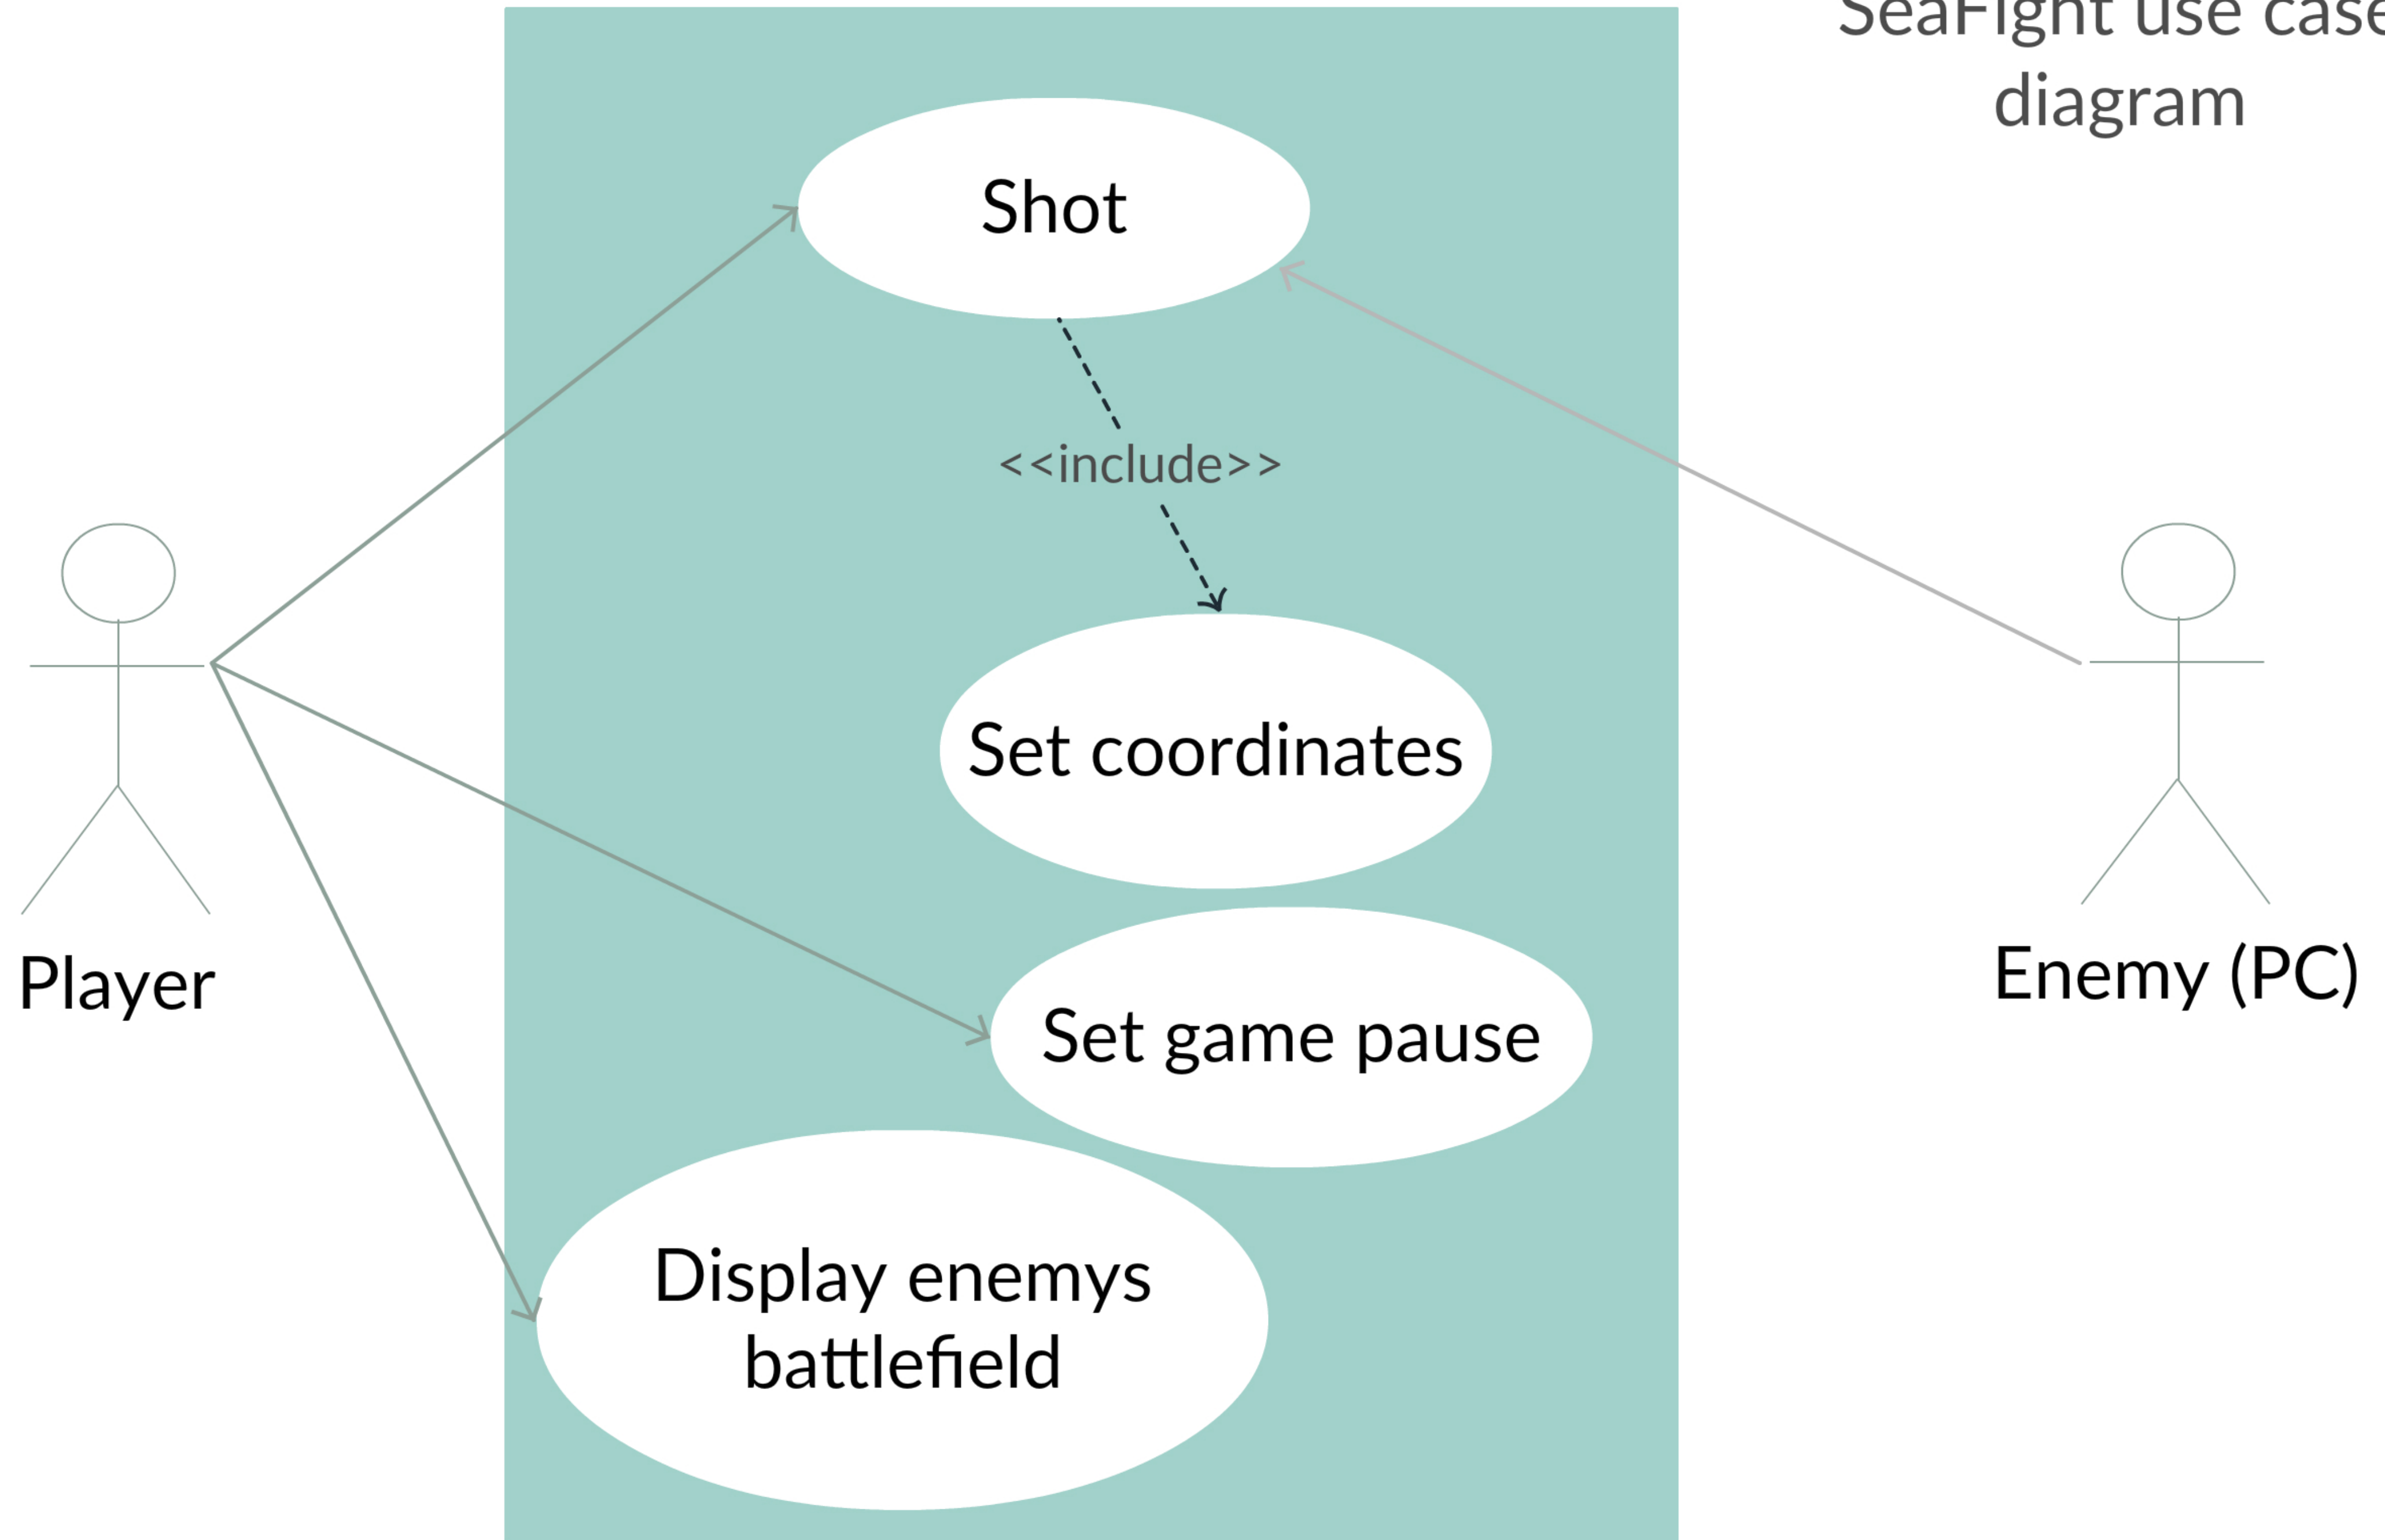 SeaFight use case
diagram
Shot
<<include>>
Set coordinates
Player
Enemy (PC)
Set game pause
Display enemys
battlefield